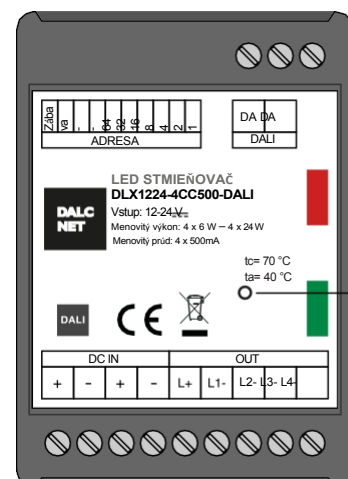 Zába
va - - 64 32 16 8 4 2 1
ADRESA
DA DA
DALI
LED STMIEŇOVAČ
DLX1224-4CC500-DALI
Vstup: 12-24 V
Menovitý výkon: 4 x 6 W – 4 x 24 W
Menovitý prúd: 4 x 500mA
DALC
NET
tc= 70 °C
ta= 40 °C
DALI
CE
DC IN OUT
+ - + - L+ L1- L2- L3- L4-